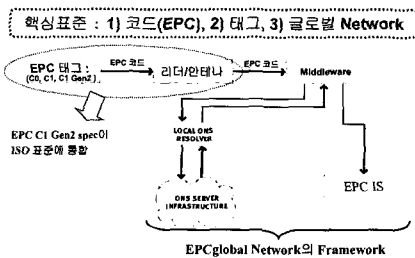 핵심표준 : 1) 코드(EPC), 2) 태그, 3) 글로벌 Network
EPC 태그 :
(C0, C1, C1 Gen2)
EPC 코드
리더/안테나
EPC 코드
Middleware
EPC C1 Gen2 spec이
ISO 표준에 통합
LOCAL ONS
RESOLVER
ONS SERVER
INFRASTRUCTURE
EPC IS
EPCglobal Network의 Framework